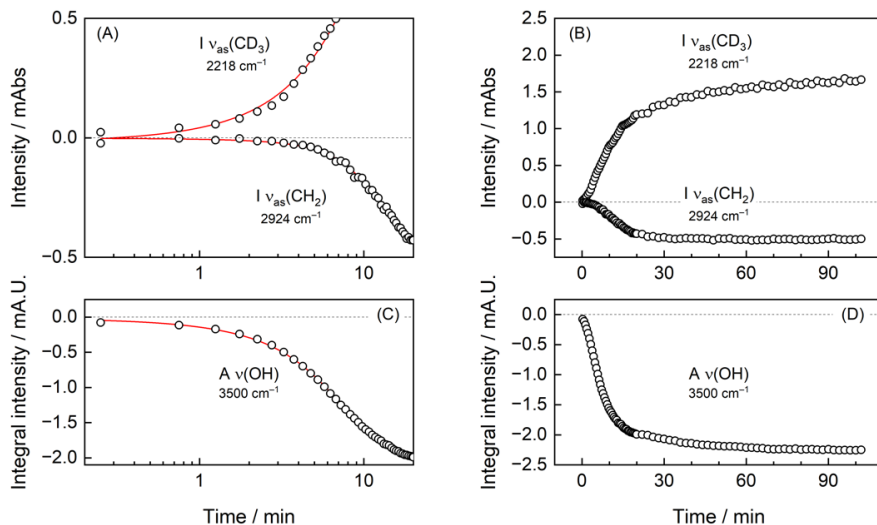 (A)
I νas(CD3)
2218 cm−1
I νas(CH2)
2924 cm−1
Intensity / mAbs
0.5
0.0
−0.5
1
10
(B)
I νas(CD3)
2218 cm−1
I νas(CH2)
2924 cm−1
Intensity / mAbs
2.5
2.0
1.5
1.0
0.5
0.0
−0.5
0
30
60
90
(C)
A ν(OH)
3500 cm−1
Integral intensity / mA.U.
0.0
−0.5
−1.0
−1.5
−2.0
1
10
Time / min
(D)
A ν(OH)
3500 cm−1
Integral intensity / mA.U.
0.0
−0.5
−1.0
−1.5
−2.0
−2.5
0
30
60
90
Time / min